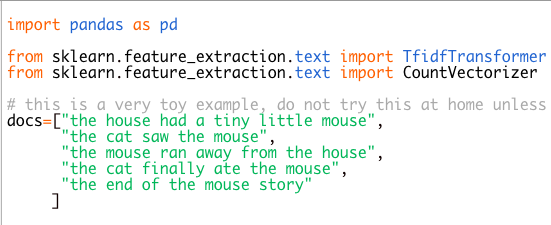 import pandas as pd
from sklearn.feature_extraction.text import TfidfTransformer
from sklearn.feature_extraction.text import CountVectorizer
# this is a very toy example, do not try this at home unless
docs=["the house had a tiny little mouse",
"the cat saw the mouse",
"the mouse ran away from the house",
"the cat finally ate the mouse",
"the end of the mouse story"
]